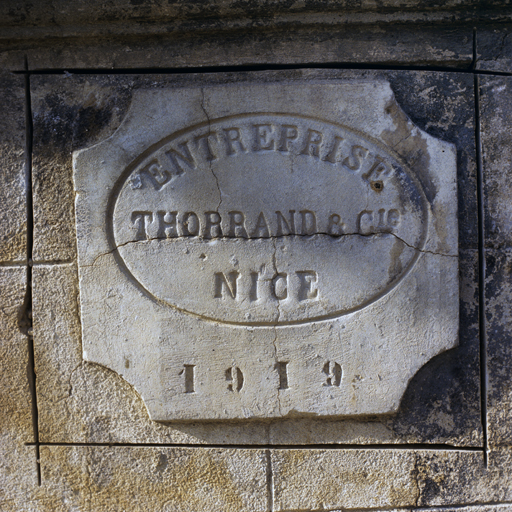 ENTREPRISE
THORRAND & CIE
NICE
1919